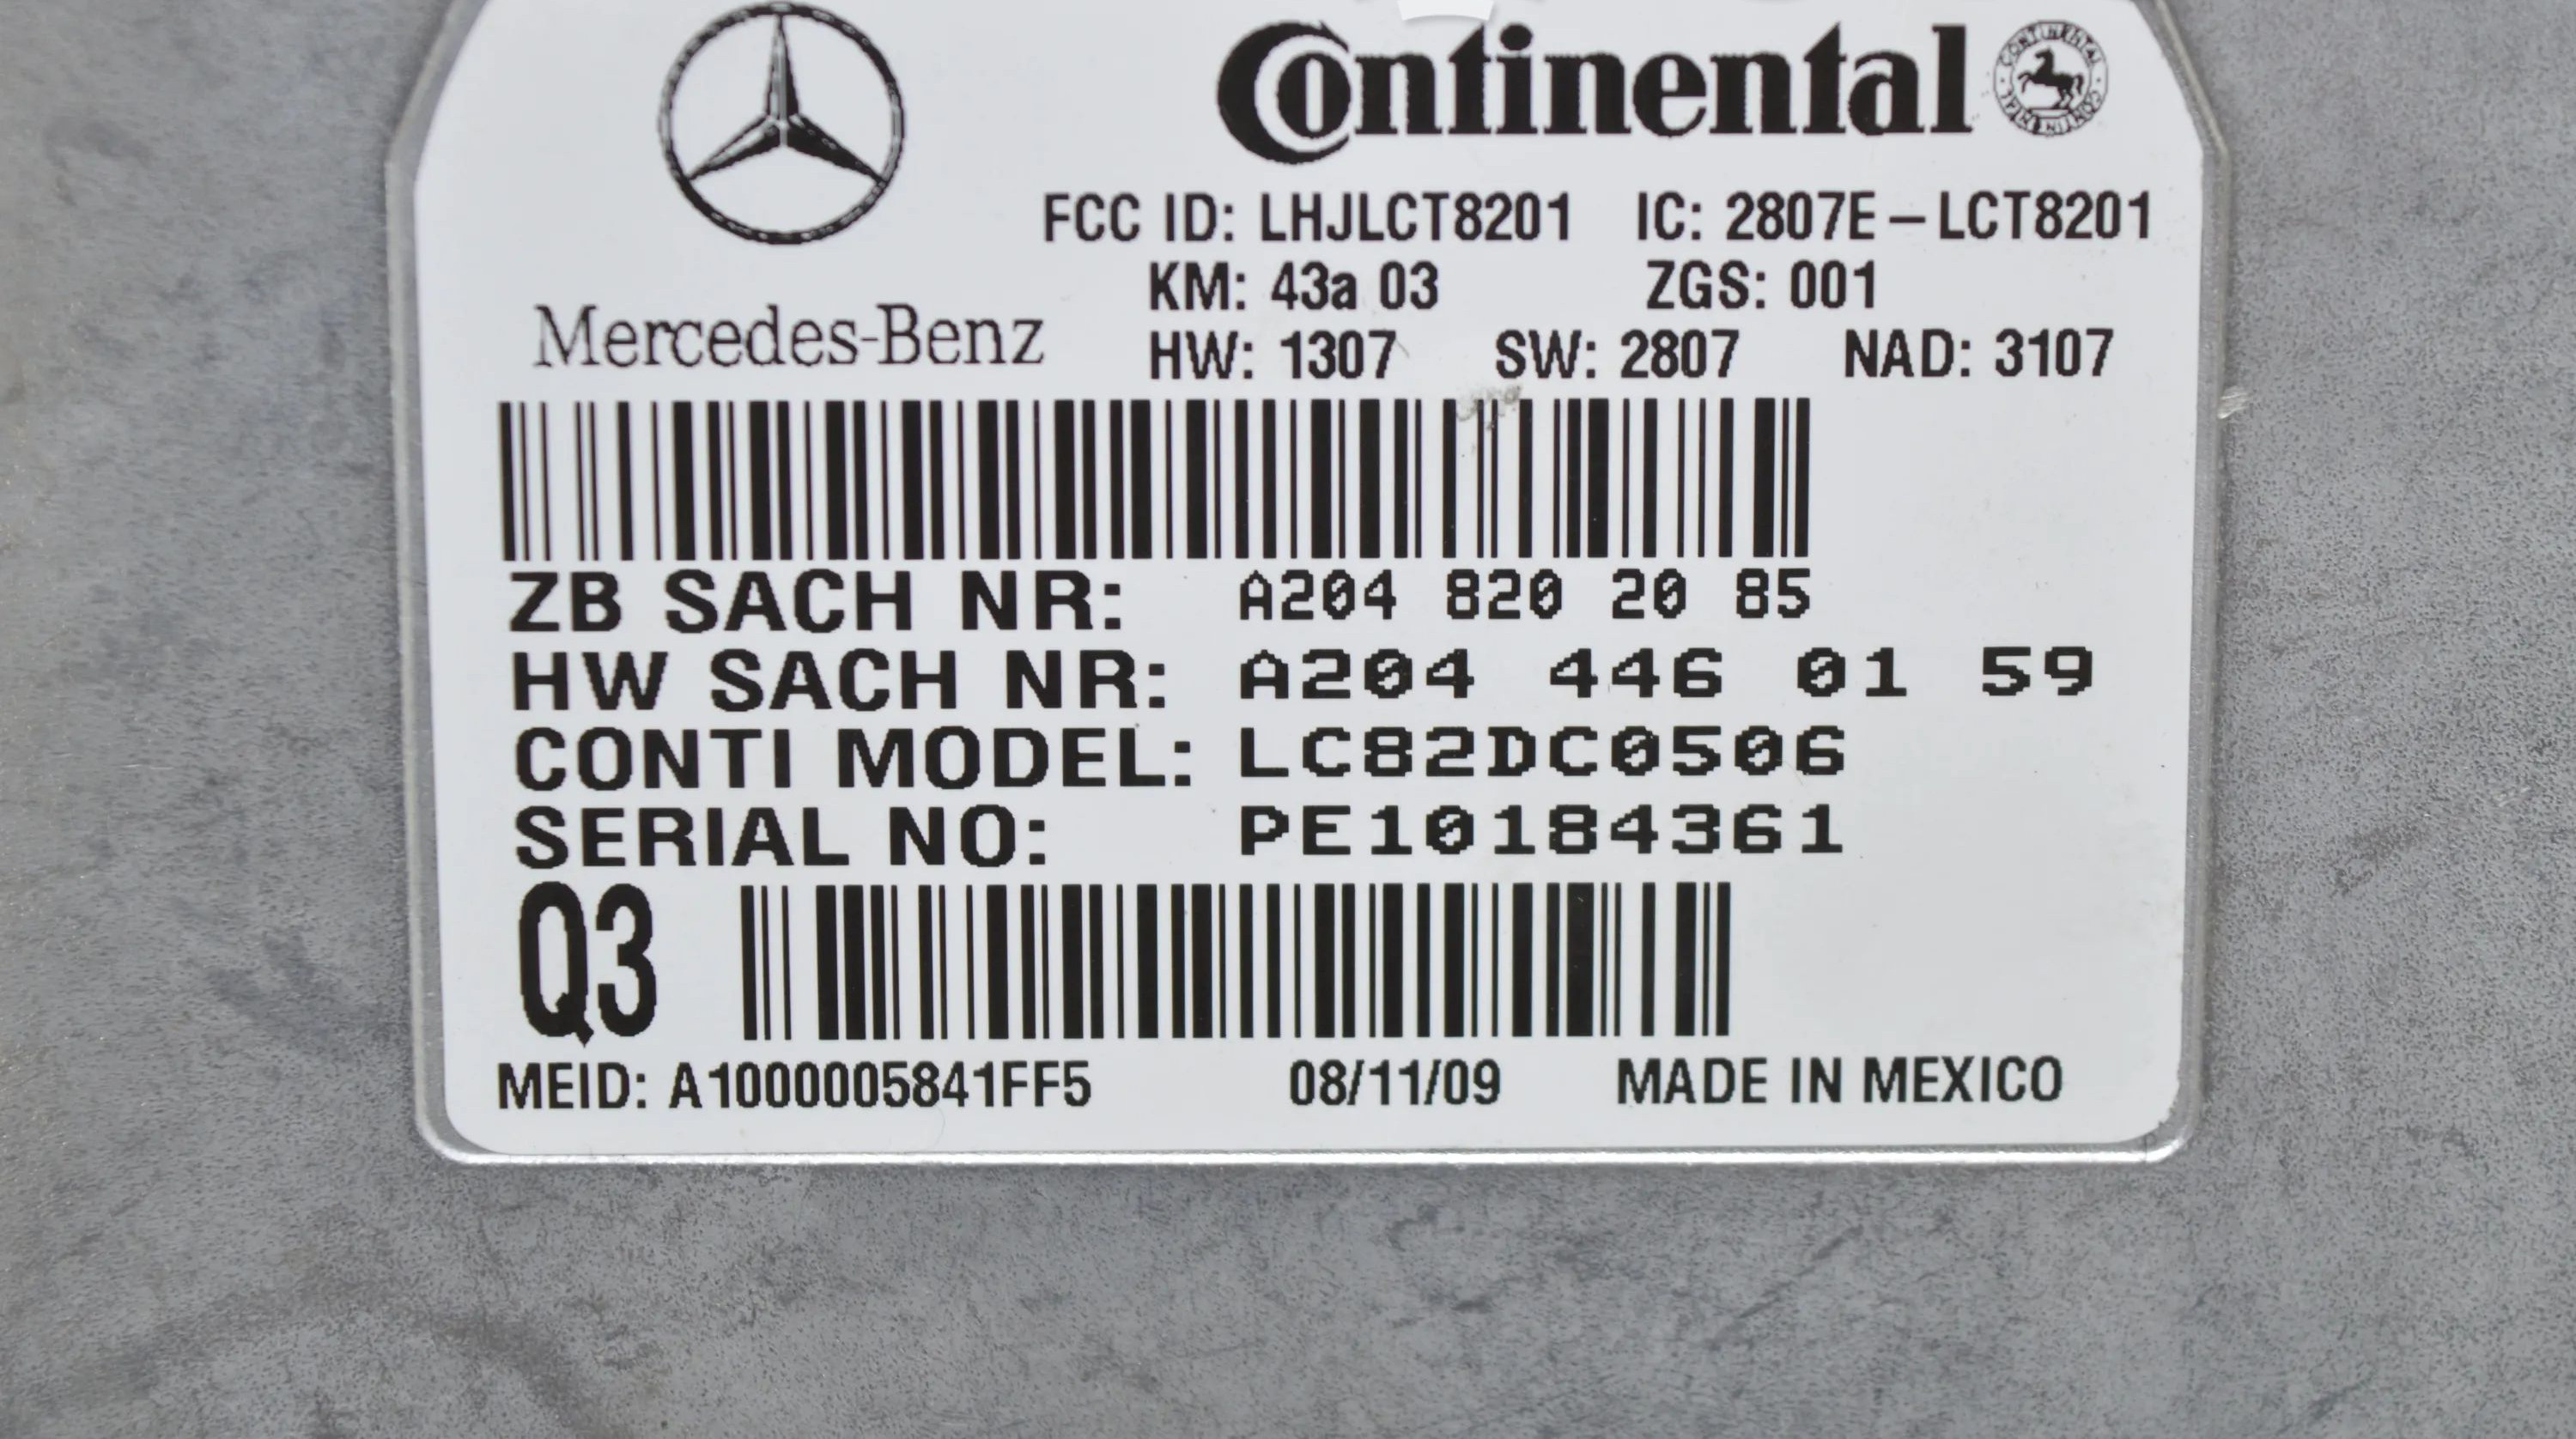 Continental
FCC ID: LHJLCT8201 IC: 2807E-LCT8201
KM: 43a 03 ZGS: 001
Mercedes-Benz
HW: 1307 SW: 2807 NAD: 3107
ZB SACH NR: A204 820 20 85
HW SACH NR: A204 446 01 59
CONTI MODEL: LC82DC0506
SERIAL NO: PE10184361
Q3
MEID: A1000005841FF5 08/11/09 MADE IN MEXICO